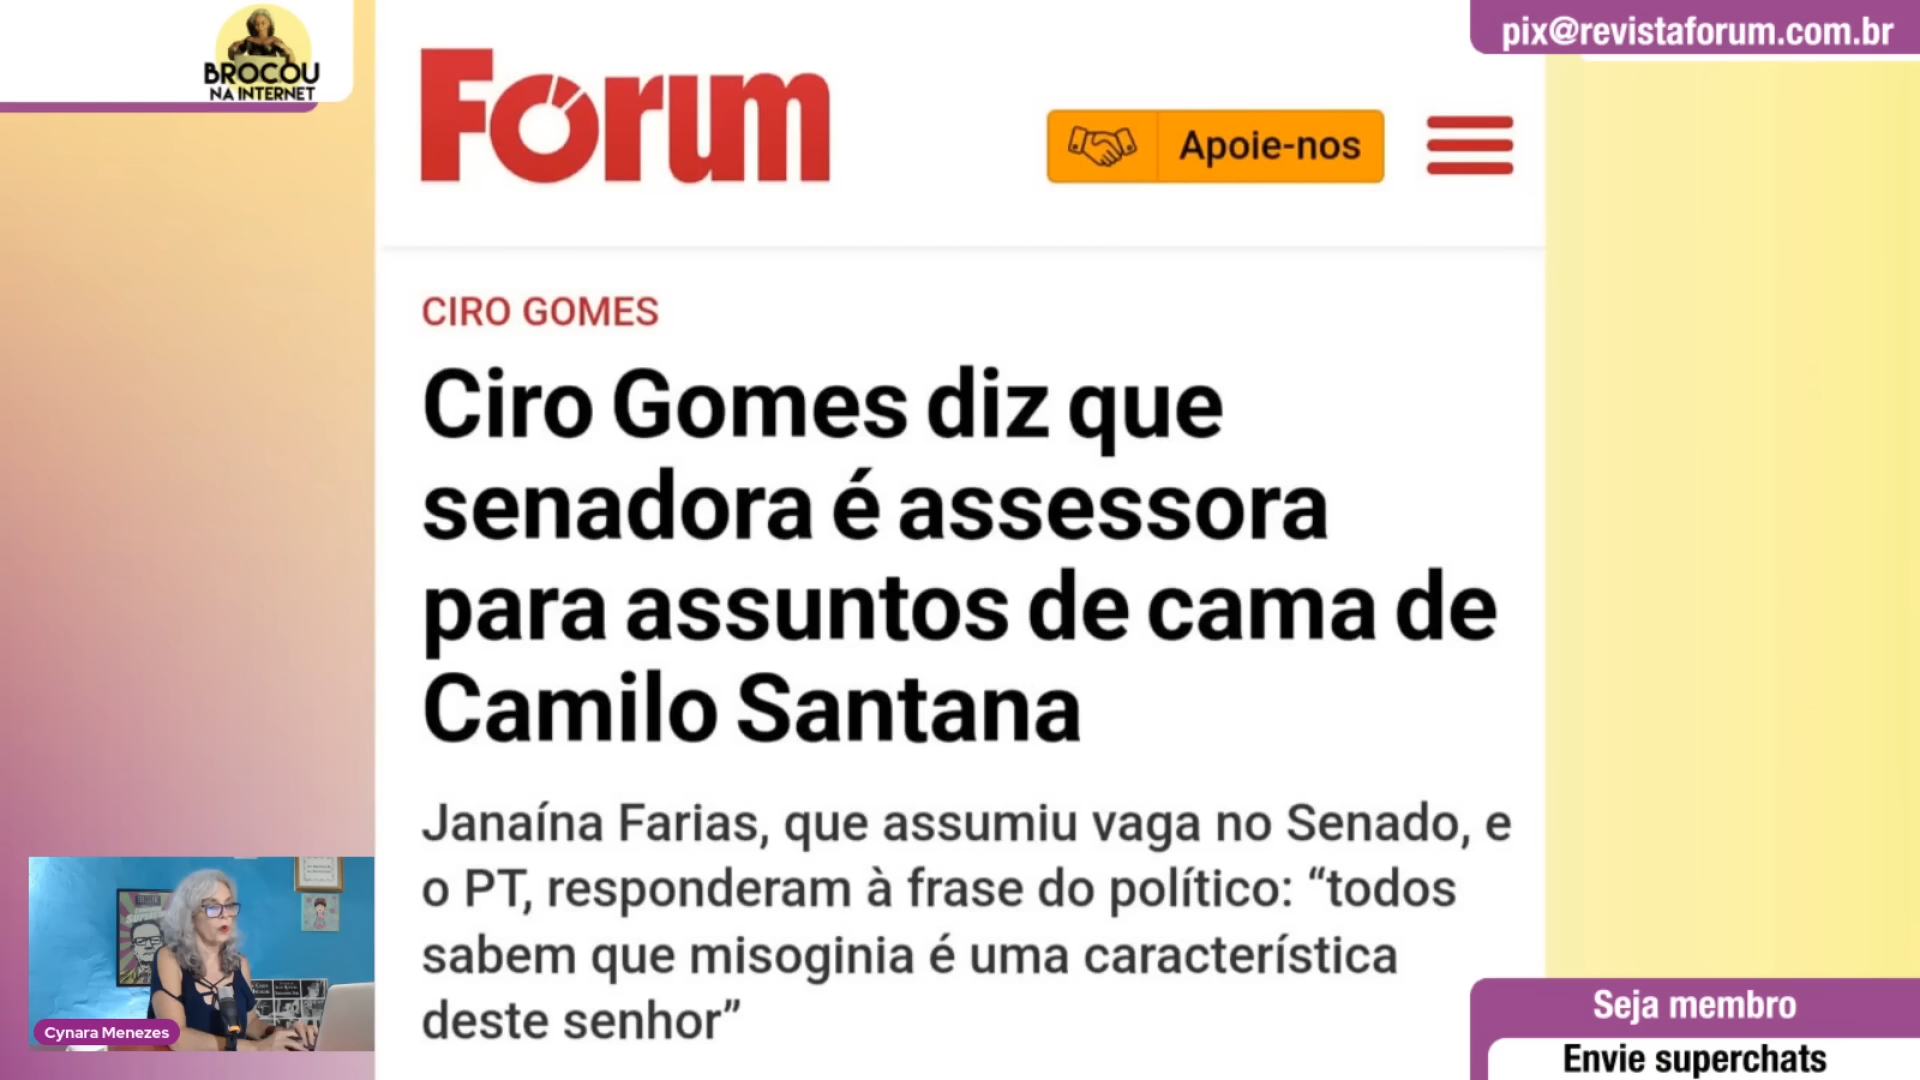 BROCOU
NA INTERNET
pix@revistaforum.com.br
Forum
Apoie-nos
CIRO GOMES
Ciro Gomes diz que
senadora é assessora
para assuntos de cama de
Camilo Santana
Janaína Farias, que assumiu vaga no Senado, e
o PT, responderam à frase do político: “todos
sabem que misoginia é uma característica
deste senhor”
Cynara Menezes
Seja membro
Envie superchats